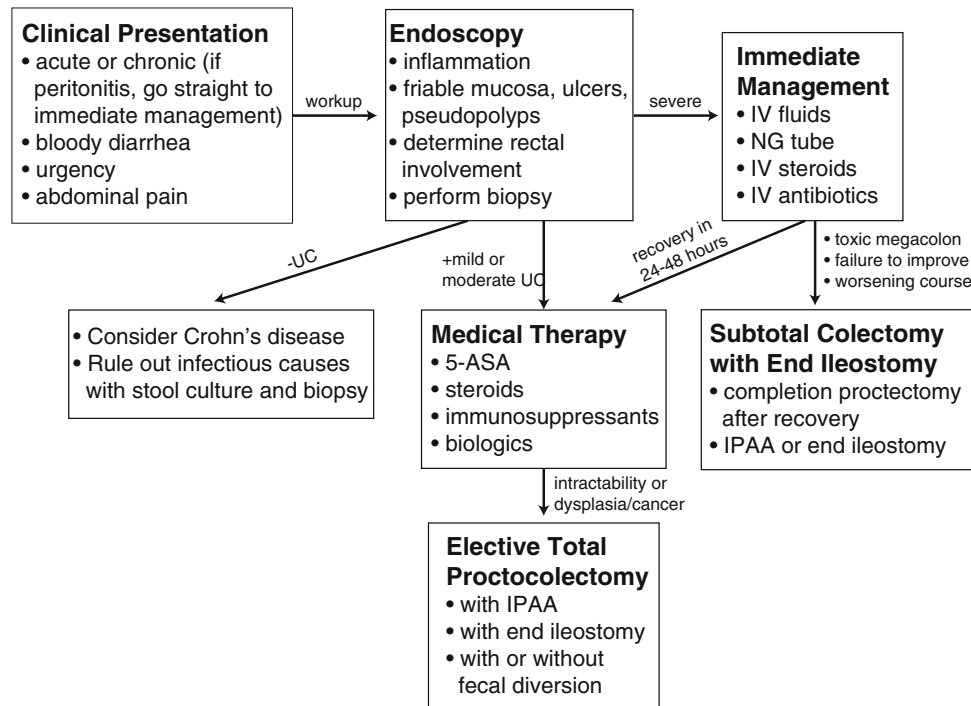 Clinical Presentation
• acute or chronic (if
peritonitis, go straight to
immediate management)
• bloody diarrhea
• urgency
• abdominal pain
workup
Endoscopy
• inflammation
• friable mucosa, ulcers,
pseudopolyps
• determine rectal
involvement
• perform biopsy
severe
Immediate
Management
• IV fluids
• NG tube
• IV steroids
• IV antibiotics
-UC
+mild or
moderate UC
recovery in
24-48 hours
• toxic megacolon
• failure to improve
• worsening course
• Consider Crohn's disease
• Rule out infectious causes
with stool culture and biopsy
Medical Therapy
• 5-ASA
• steroids
• immunosuppressants
• biologics
Subtotal Colectomy
with End Ileostomy
• completion proctectomy
after recovery
• IPAA or end ileostomy
intractability or
dysplasia/cancer
Elective Total
Proctocolectomy
• with IPAA
• with end ileostomy
• with or without
fecal diversion